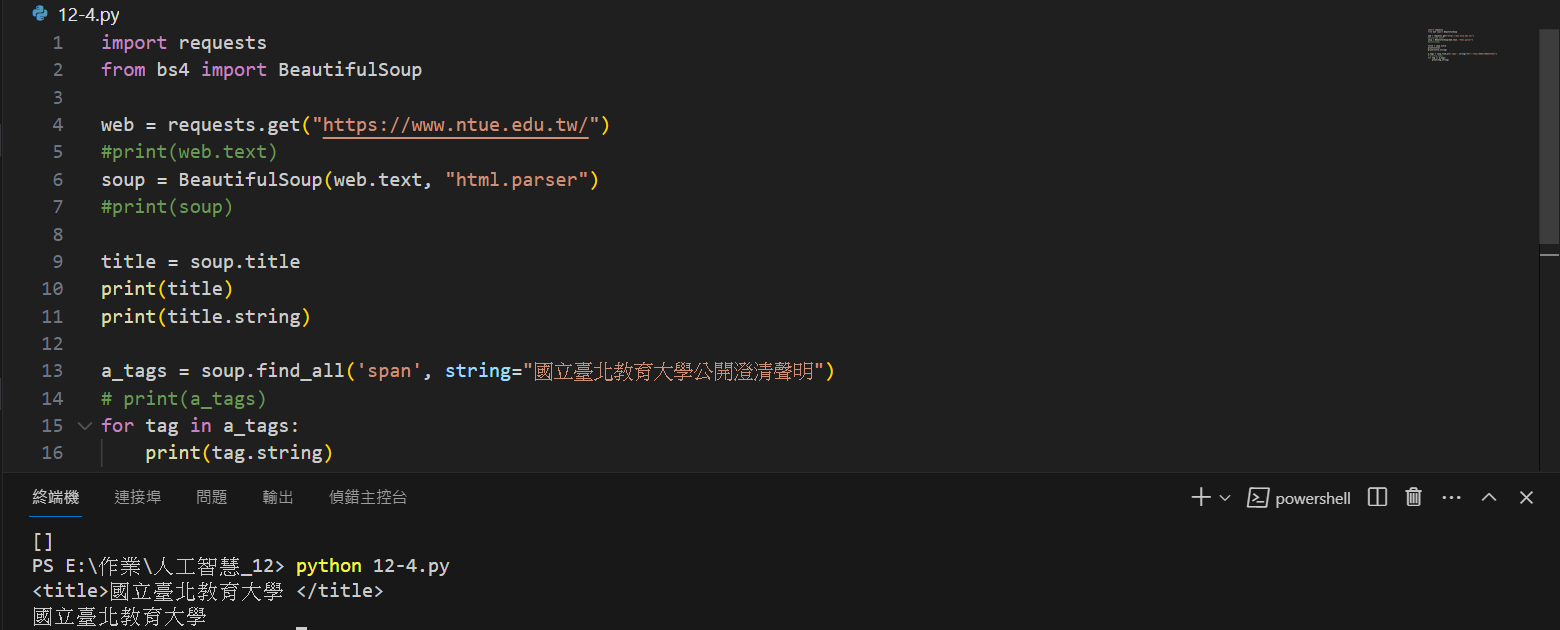 12-4.py
1 import requests
2 from bs4 import BeautifulSoup
3
4 web = requests.get("https://www.ntue.edu.tw/")
5 #print(web.text)
6 soup = BeautifulSoup(web.text, "html.parser")
7 #print(soup)
8
9 title = soup.title
10 print(title)
11 print(title.string)
12
13 a_tags = soup.find_all('span', string="國立臺北教育大學公開澄清聲明")
14 # print(a_tags)
15 for tag in a_tags:
16     print(tag.string)
終端機 連接埠 問題 輸出 偵錯主控台 powershell
[]
PS E:\作業\人工智慧_12> python 12-4.py
<title>國立臺北教育大學 </title>
國立臺北教育大學